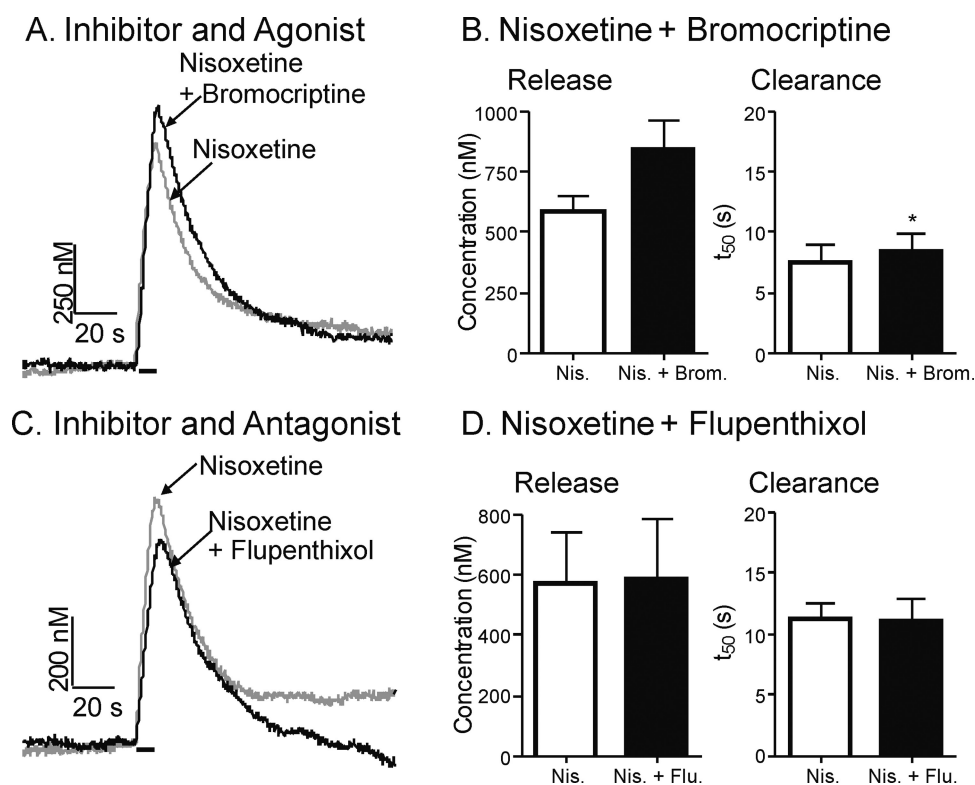 A. Inhibitor and Agonist
Nisoxetine
+ Bromocriptine
Nisoxetine
250 nM
20 s
B. Nisoxetine + Bromocriptine
Release
Concentration (nM)
1000
750
500
250
0
Nis.
Nis. + Brom.
Clearance
t50 (s)
20
15
10
5
0
*
Nis.
Nis. + Brom.
C. Inhibitor and Antagonist
Nisoxetine
Nisoxetine
+ Flupenthixol
200 nM
20 s
D. Nisoxetine + Flupenthixol
Release
Concentration (nM)
800
600
400
200
0
Nis.
Nis. + Flu.
Clearance
t50 (s)
20
15
10
5
0
Nis.
Nis. + Flu.